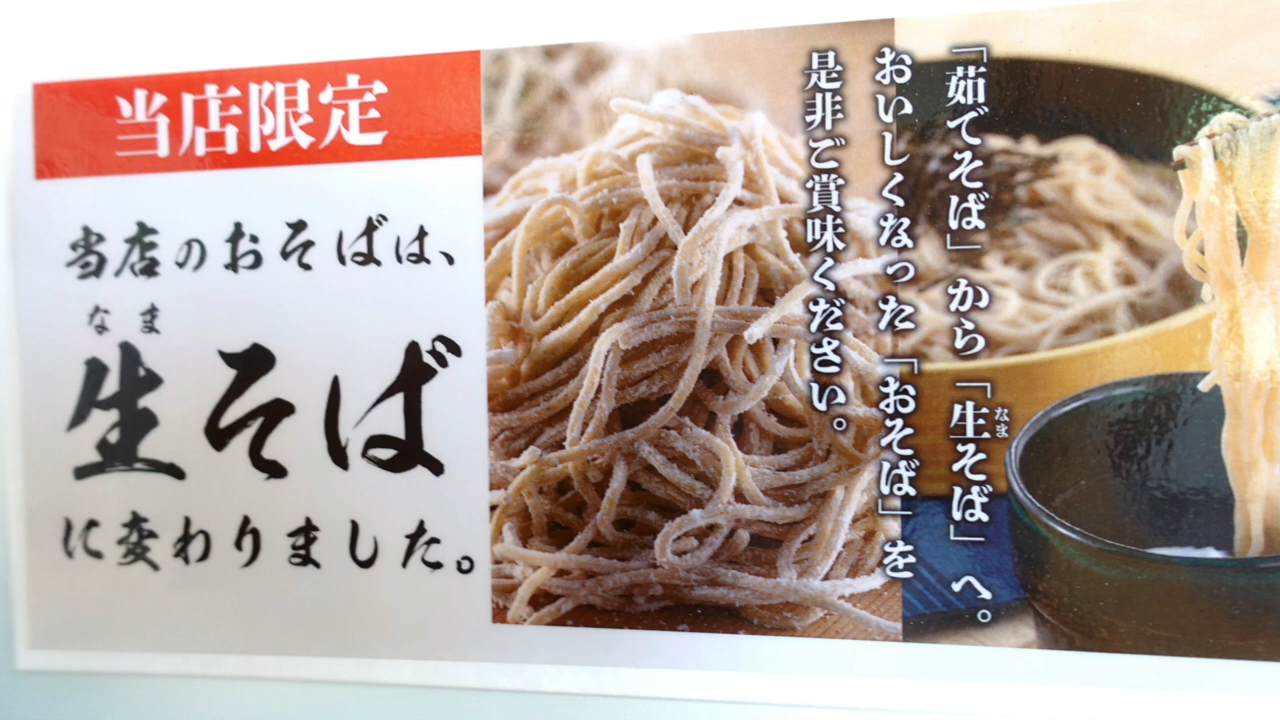 当店限定
当店のおそばは、
なま
生そば
に変わりました。
「茹でそば」から「生そば」へ。
なま
おいしくなった「おそば」を
是非ご賞味ください。